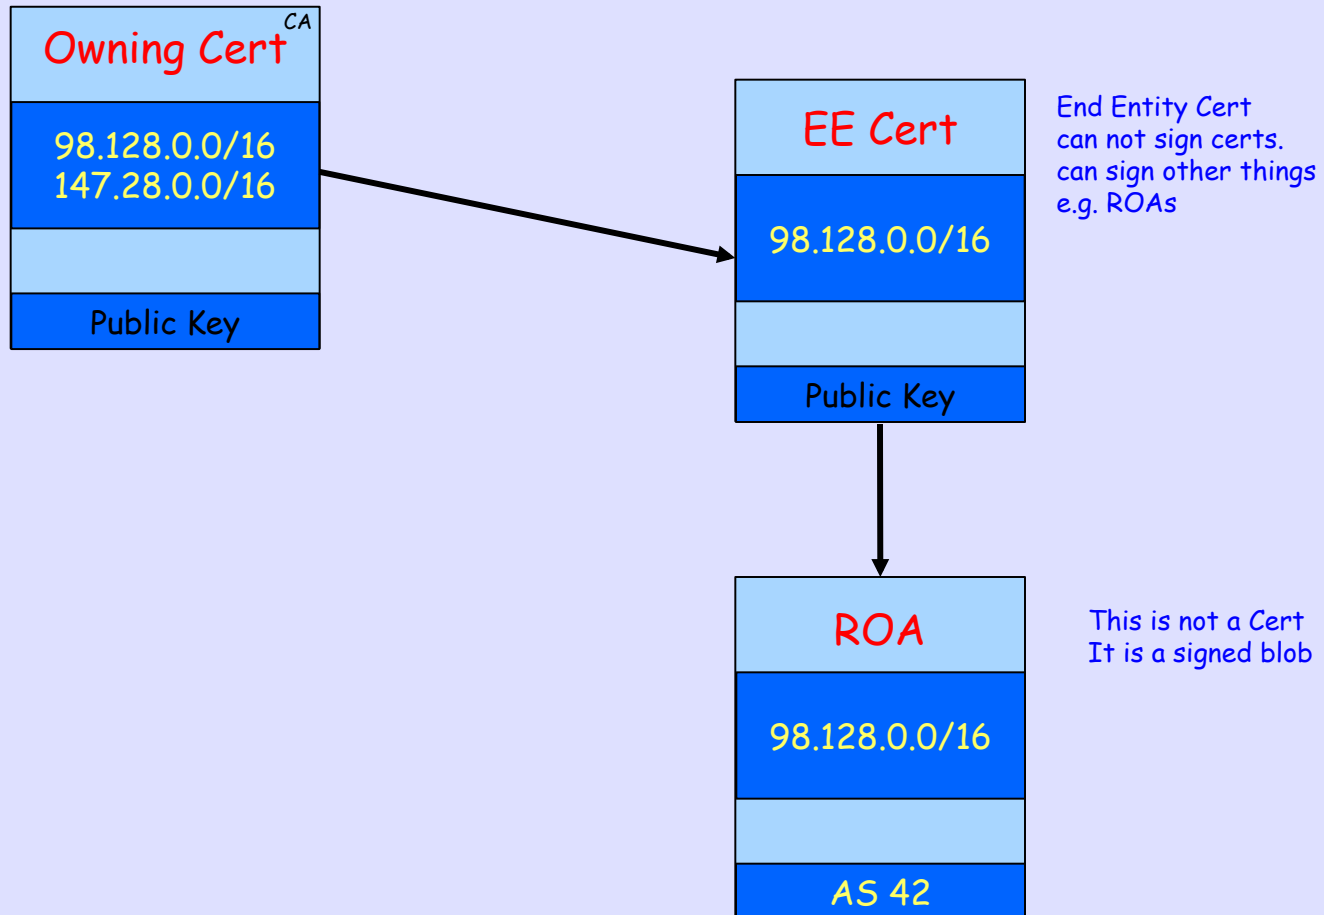 CA
Owning Cert
98.128.0.0/16
147.28.0.0/16
Public Key
EE Cert
98.128.0.0/16
Public Key
End Entity Cert
can not sign certs.
can sign other things
e.g. ROAs
ROA
98.128.0.0/16
AS 42
This is not a Cert
It is a signed blob